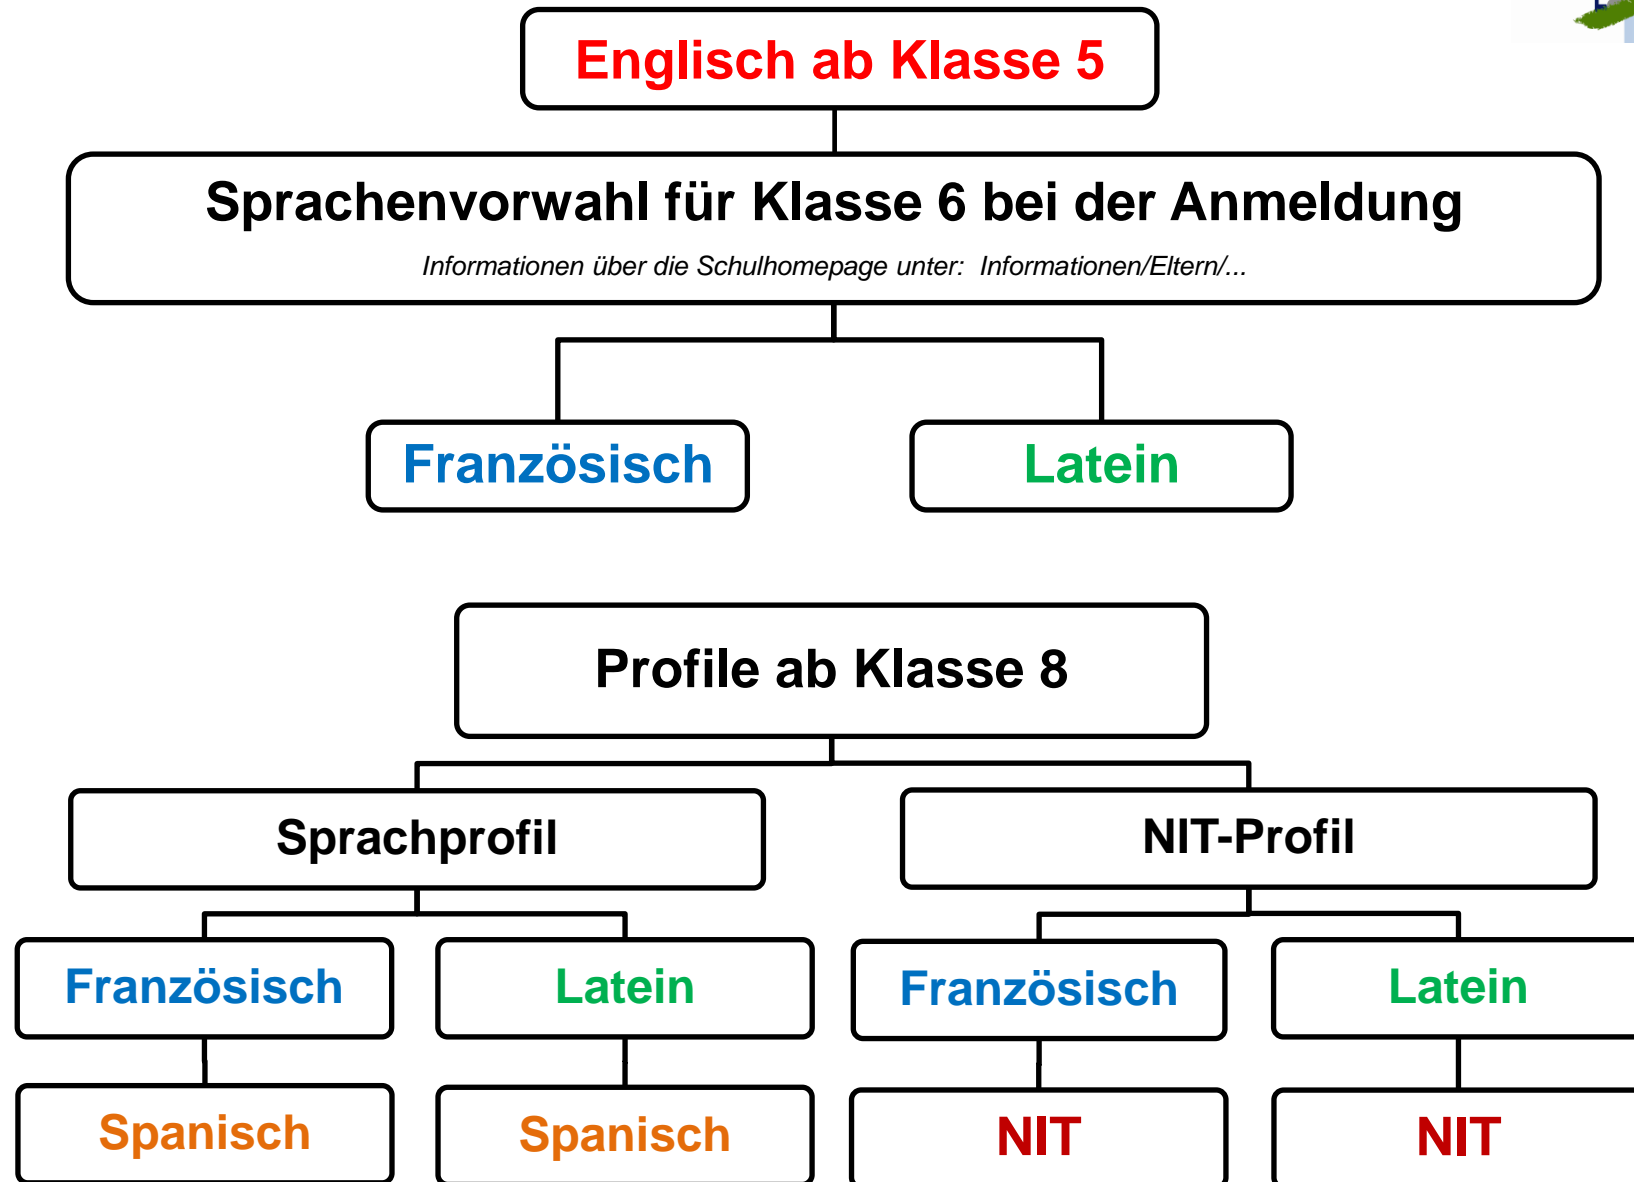 Englisch ab Klasse 5
Sprachenvorwahl für Klasse 6 bei der Anmeldung
Informationen über die Schulhomepage unter: Informationen/Eltern/...
Französisch
Latein
Profile ab Klasse 8
Sprachprofil
NIT-Profil
Französisch
Latein
Französisch
Latein
Spanisch
Spanisch
NIT
NIT